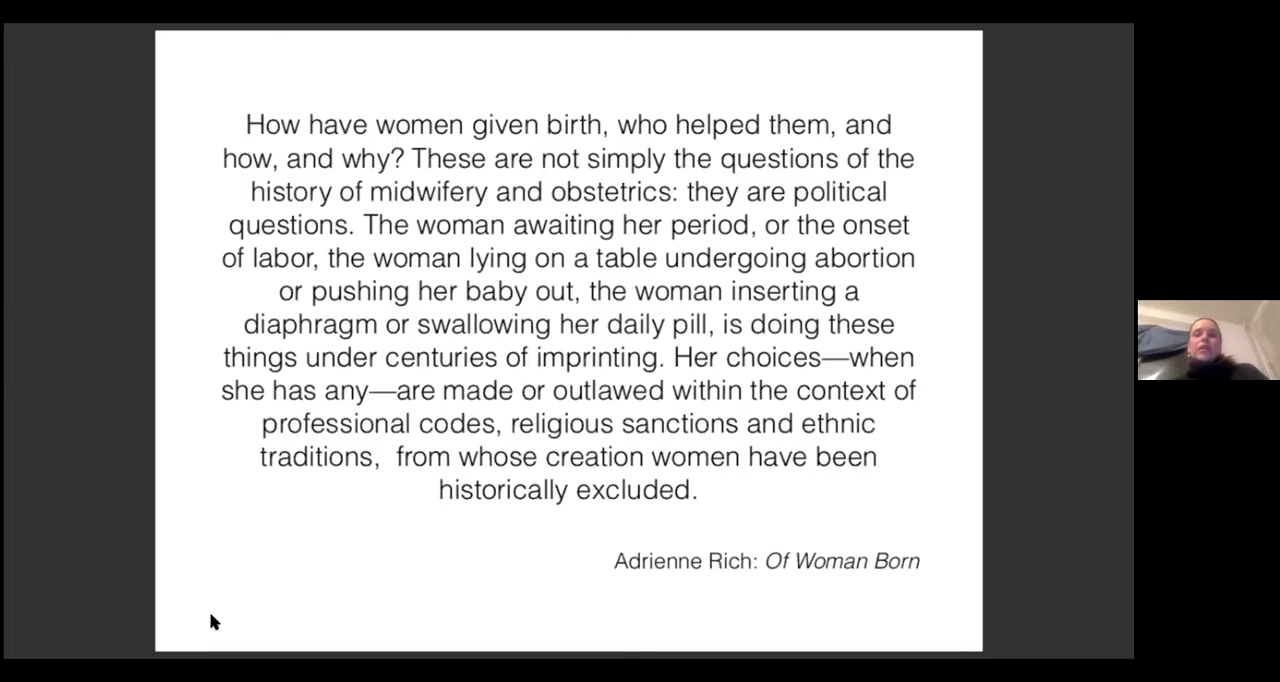 How have women given birth, who helped them, and
how, and why? These are not simply the questions of the
history of midwifery and obstetrics: they are political
questions. The woman awaiting her period, or the onset
of labor, the woman lying on a table undergoing abortion
or pushing her baby out, the woman inserting a
diaphragm or swallowing her daily pill, is doing these
things under centuries of imprinting. Her choices—when
she has any—are made or outlawed within the context of
professional codes, religious sanctions and ethnic
traditions,  from whose creation women have been
historically excluded.
Adrienne Rich: Of Woman Born